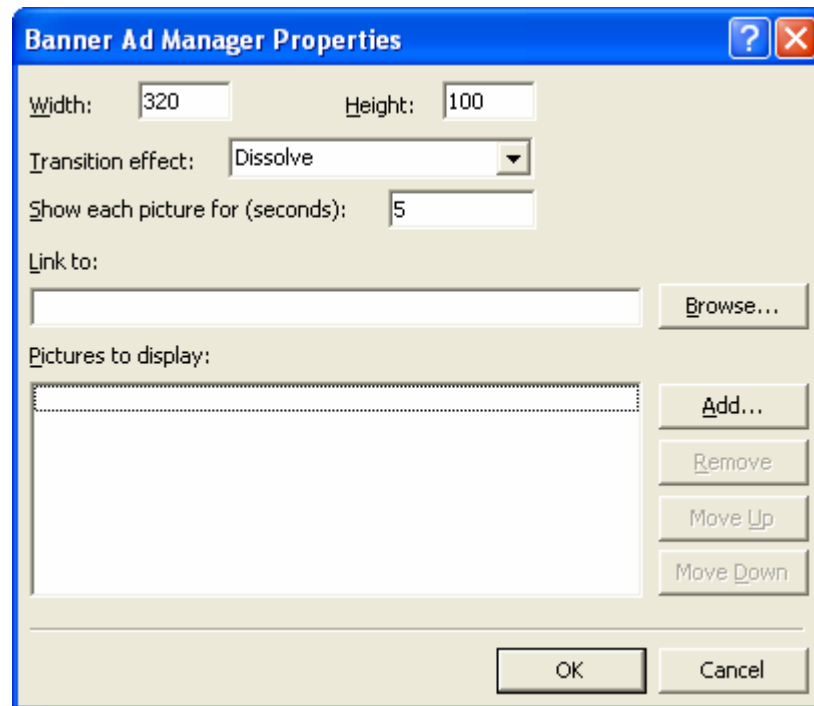 Banner Ad Manager Properties
Width: 320 Height: 100
Transition effect: Dissolve
Show each picture for (seconds): 5
Link to:
Browse...
Pictures to display:
Add...
Remove
Move Up
Move Down
OK Cancel